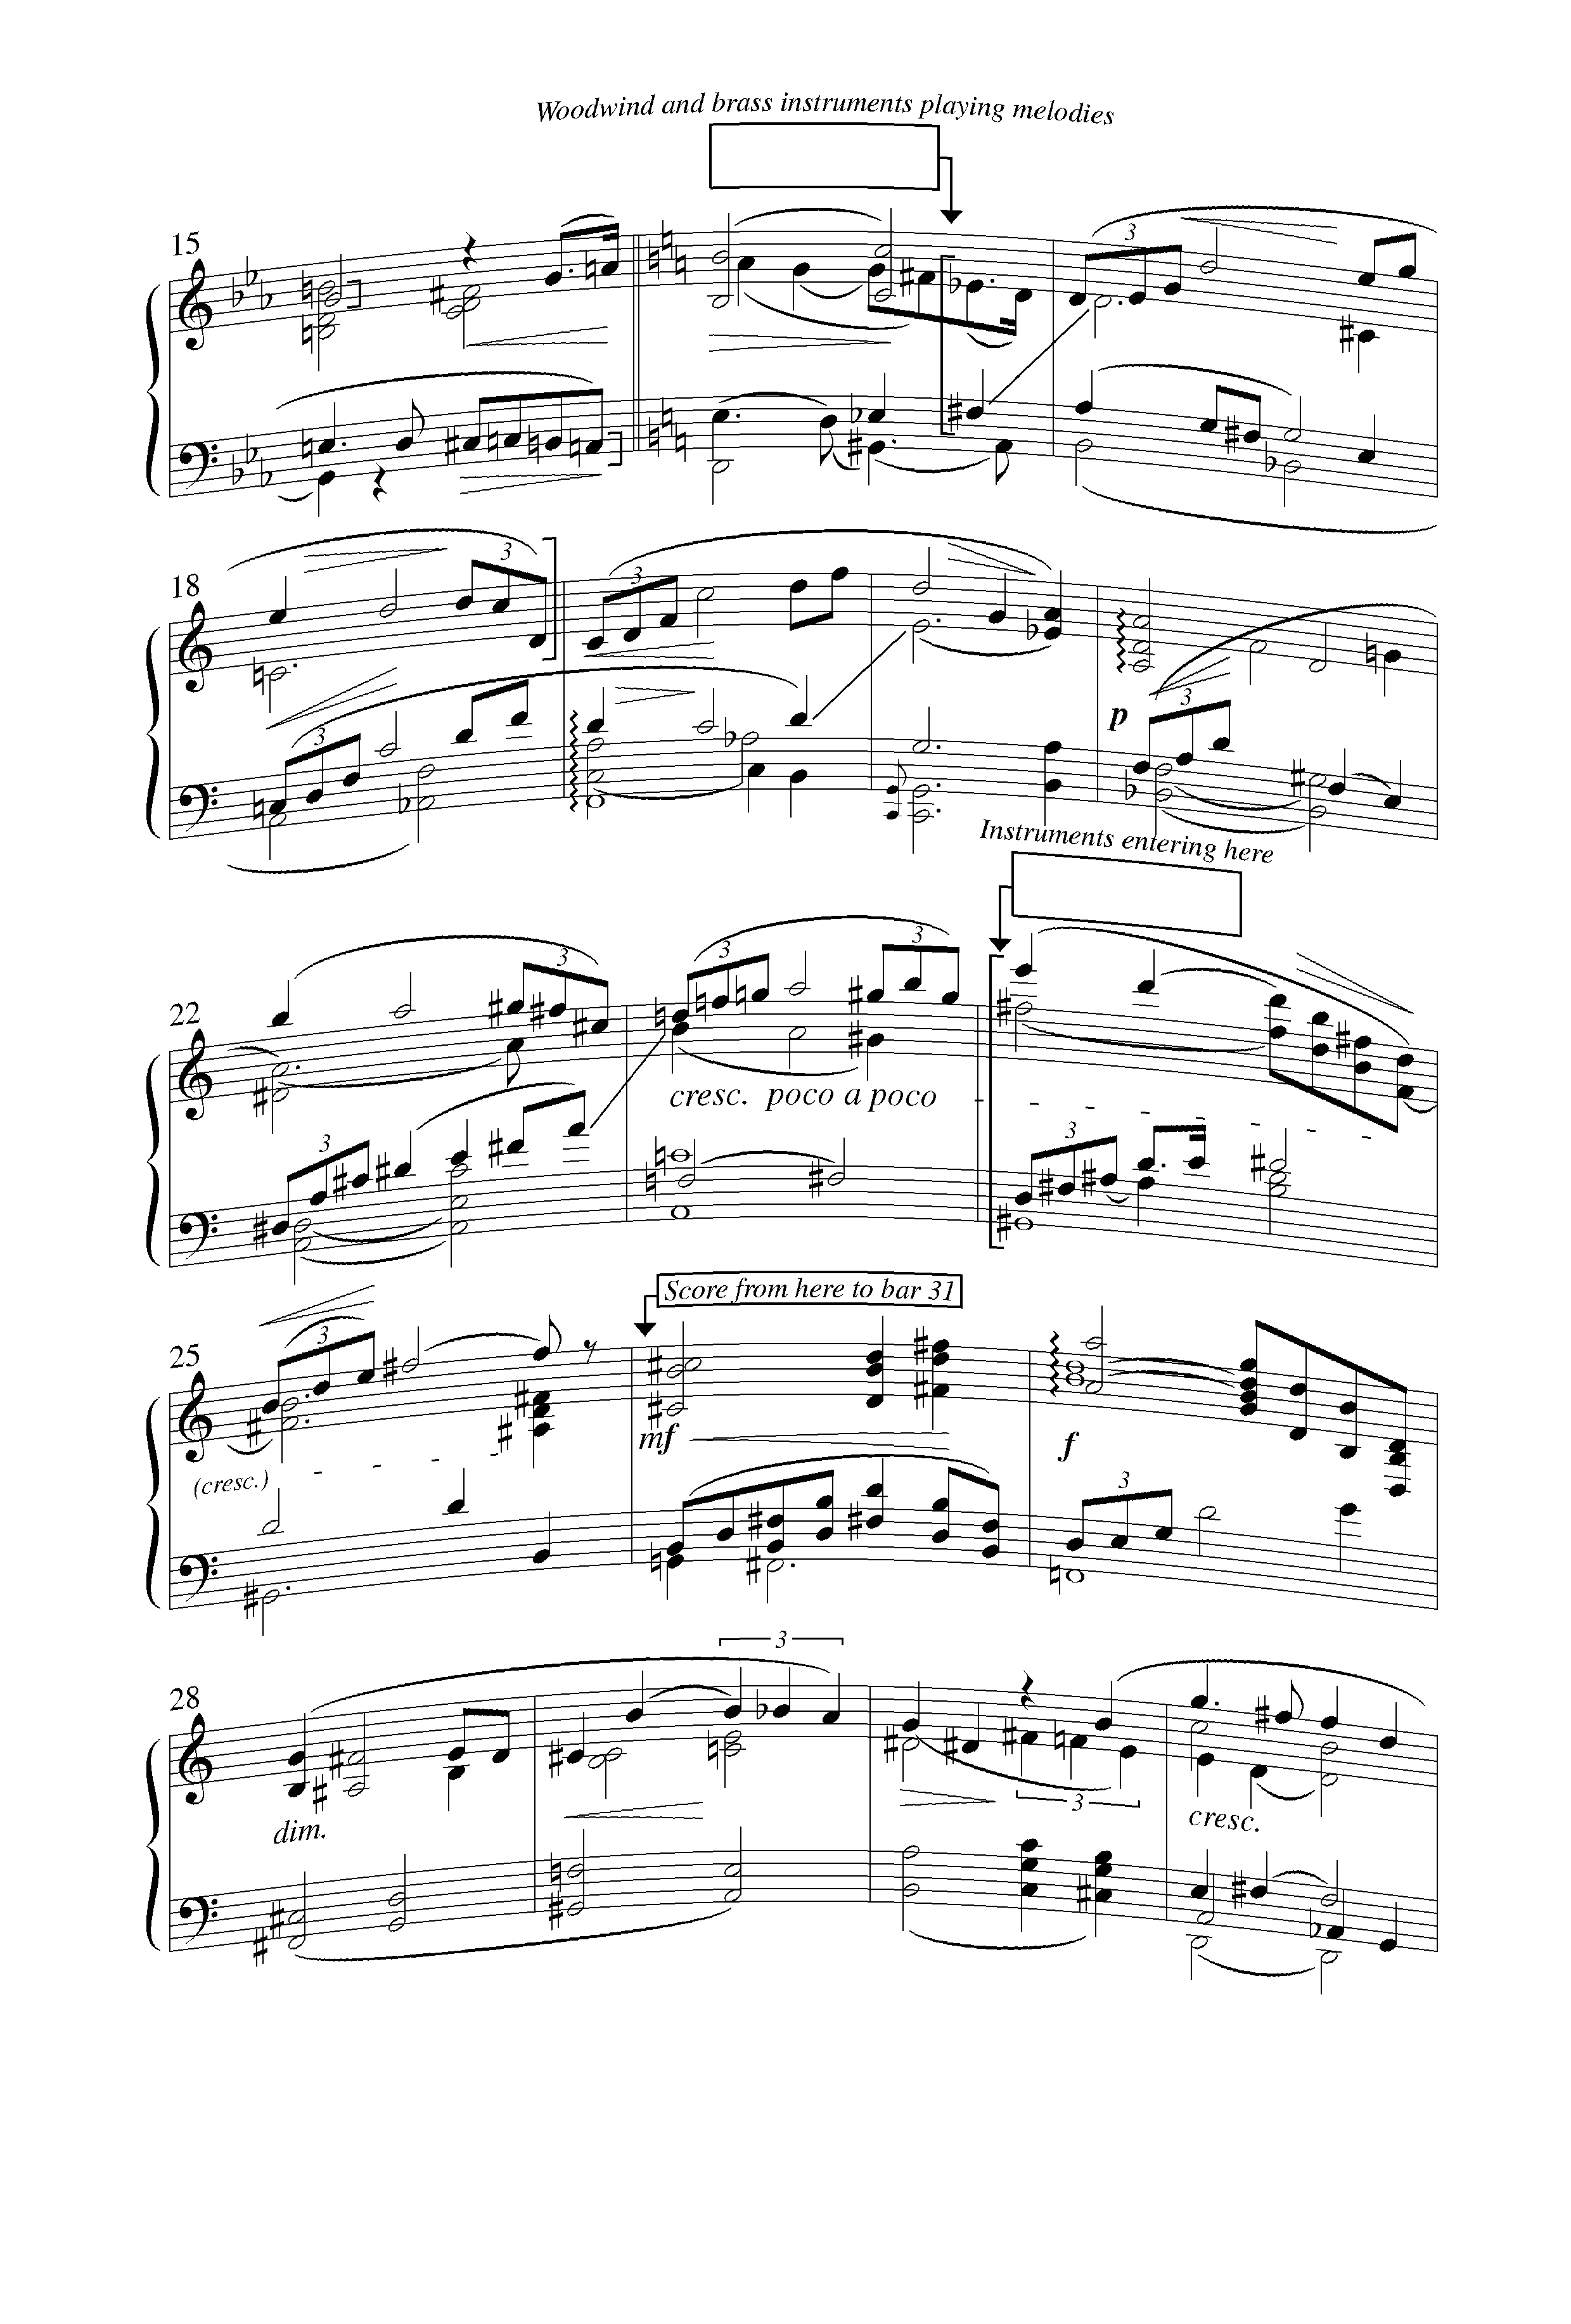 Woodwind and brass instruments playing melodies
15
3
18
3
3
3
p
3
Instruments entering here
22
3
3
3
3
cresc. poco a poco
3
Score from here to bar 31
25
3
mf
f
(cresc.)
3
3
28
3
dim.
cresc.